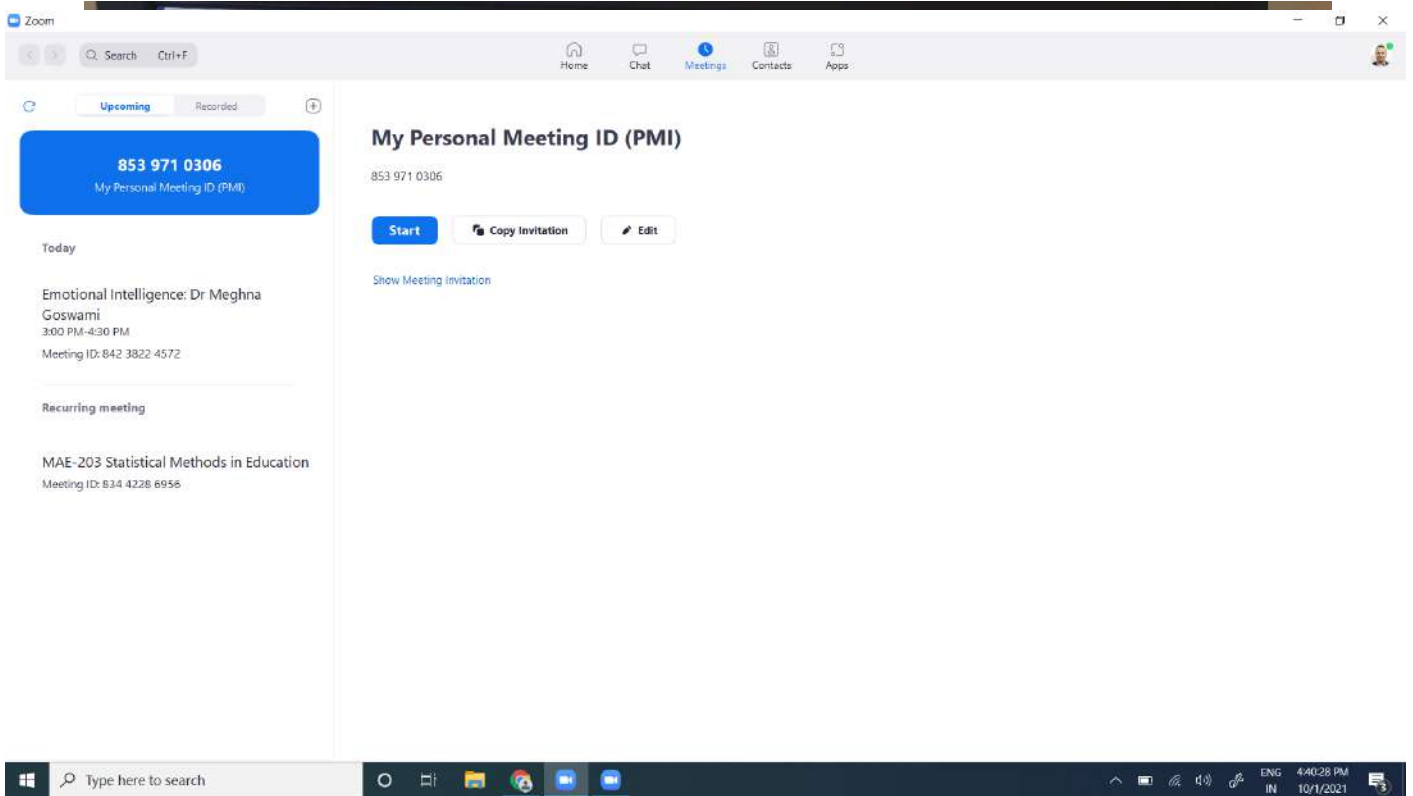 Zoom
Search Ctrl+F
Home Chat Meetings Contacts Apps
Upcoming Recorded
853 971 0306
My Personal Meeting ID (PMI)
Today
Emotional Intelligence: Dr Meghna
Goswami
3:00 PM-4:30 PM
Meeting ID: 842 3822 4572
Recurring meeting
MAE-203 Statistical Methods in Education
Meeting ID: 834 4228 6956
My Personal Meeting ID (PMI)
853 971 0306
Start Copy Invitation Edit
Show Meeting Invitation
Type here to search
ENG 4:40:28 PM
IN 10/1/2021
3